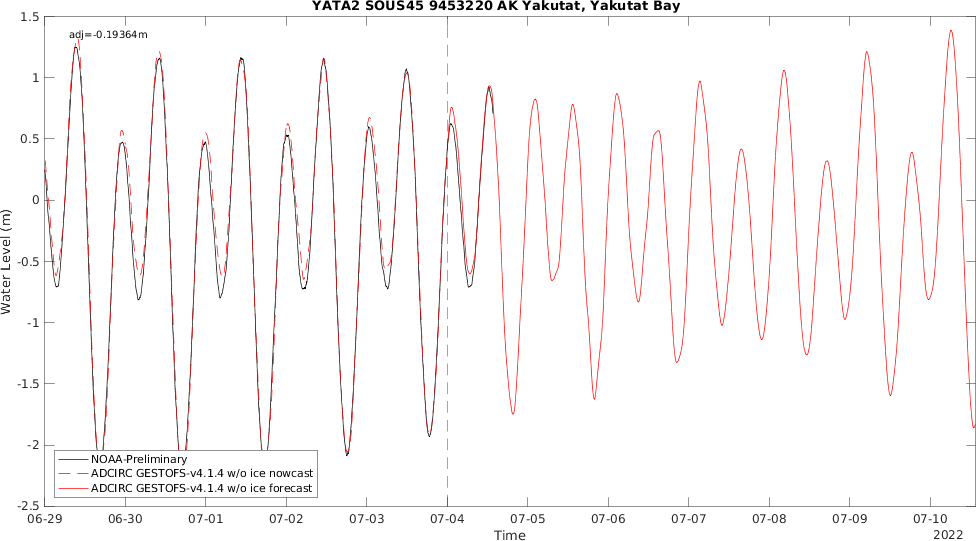 YATA2 SOUS45 9453220 AK Yakutat, Yakutat Bay
adj=-0.19364m
1.5
1
0.5
0
-0.5
-1
-1.5
-2
-2.5
Water Level (m)
NOAA-Preliminary
ADCIRC GESTOFS-v4.1.4 w/o ice nowcast
ADCIRC GESTOFS-v4.1.4 w/o ice forecast
06-29 06-30 07-01 07-02 07-03 07-04 07-05 07-06 07-07 07-08 07-09 07-10
Time
2022